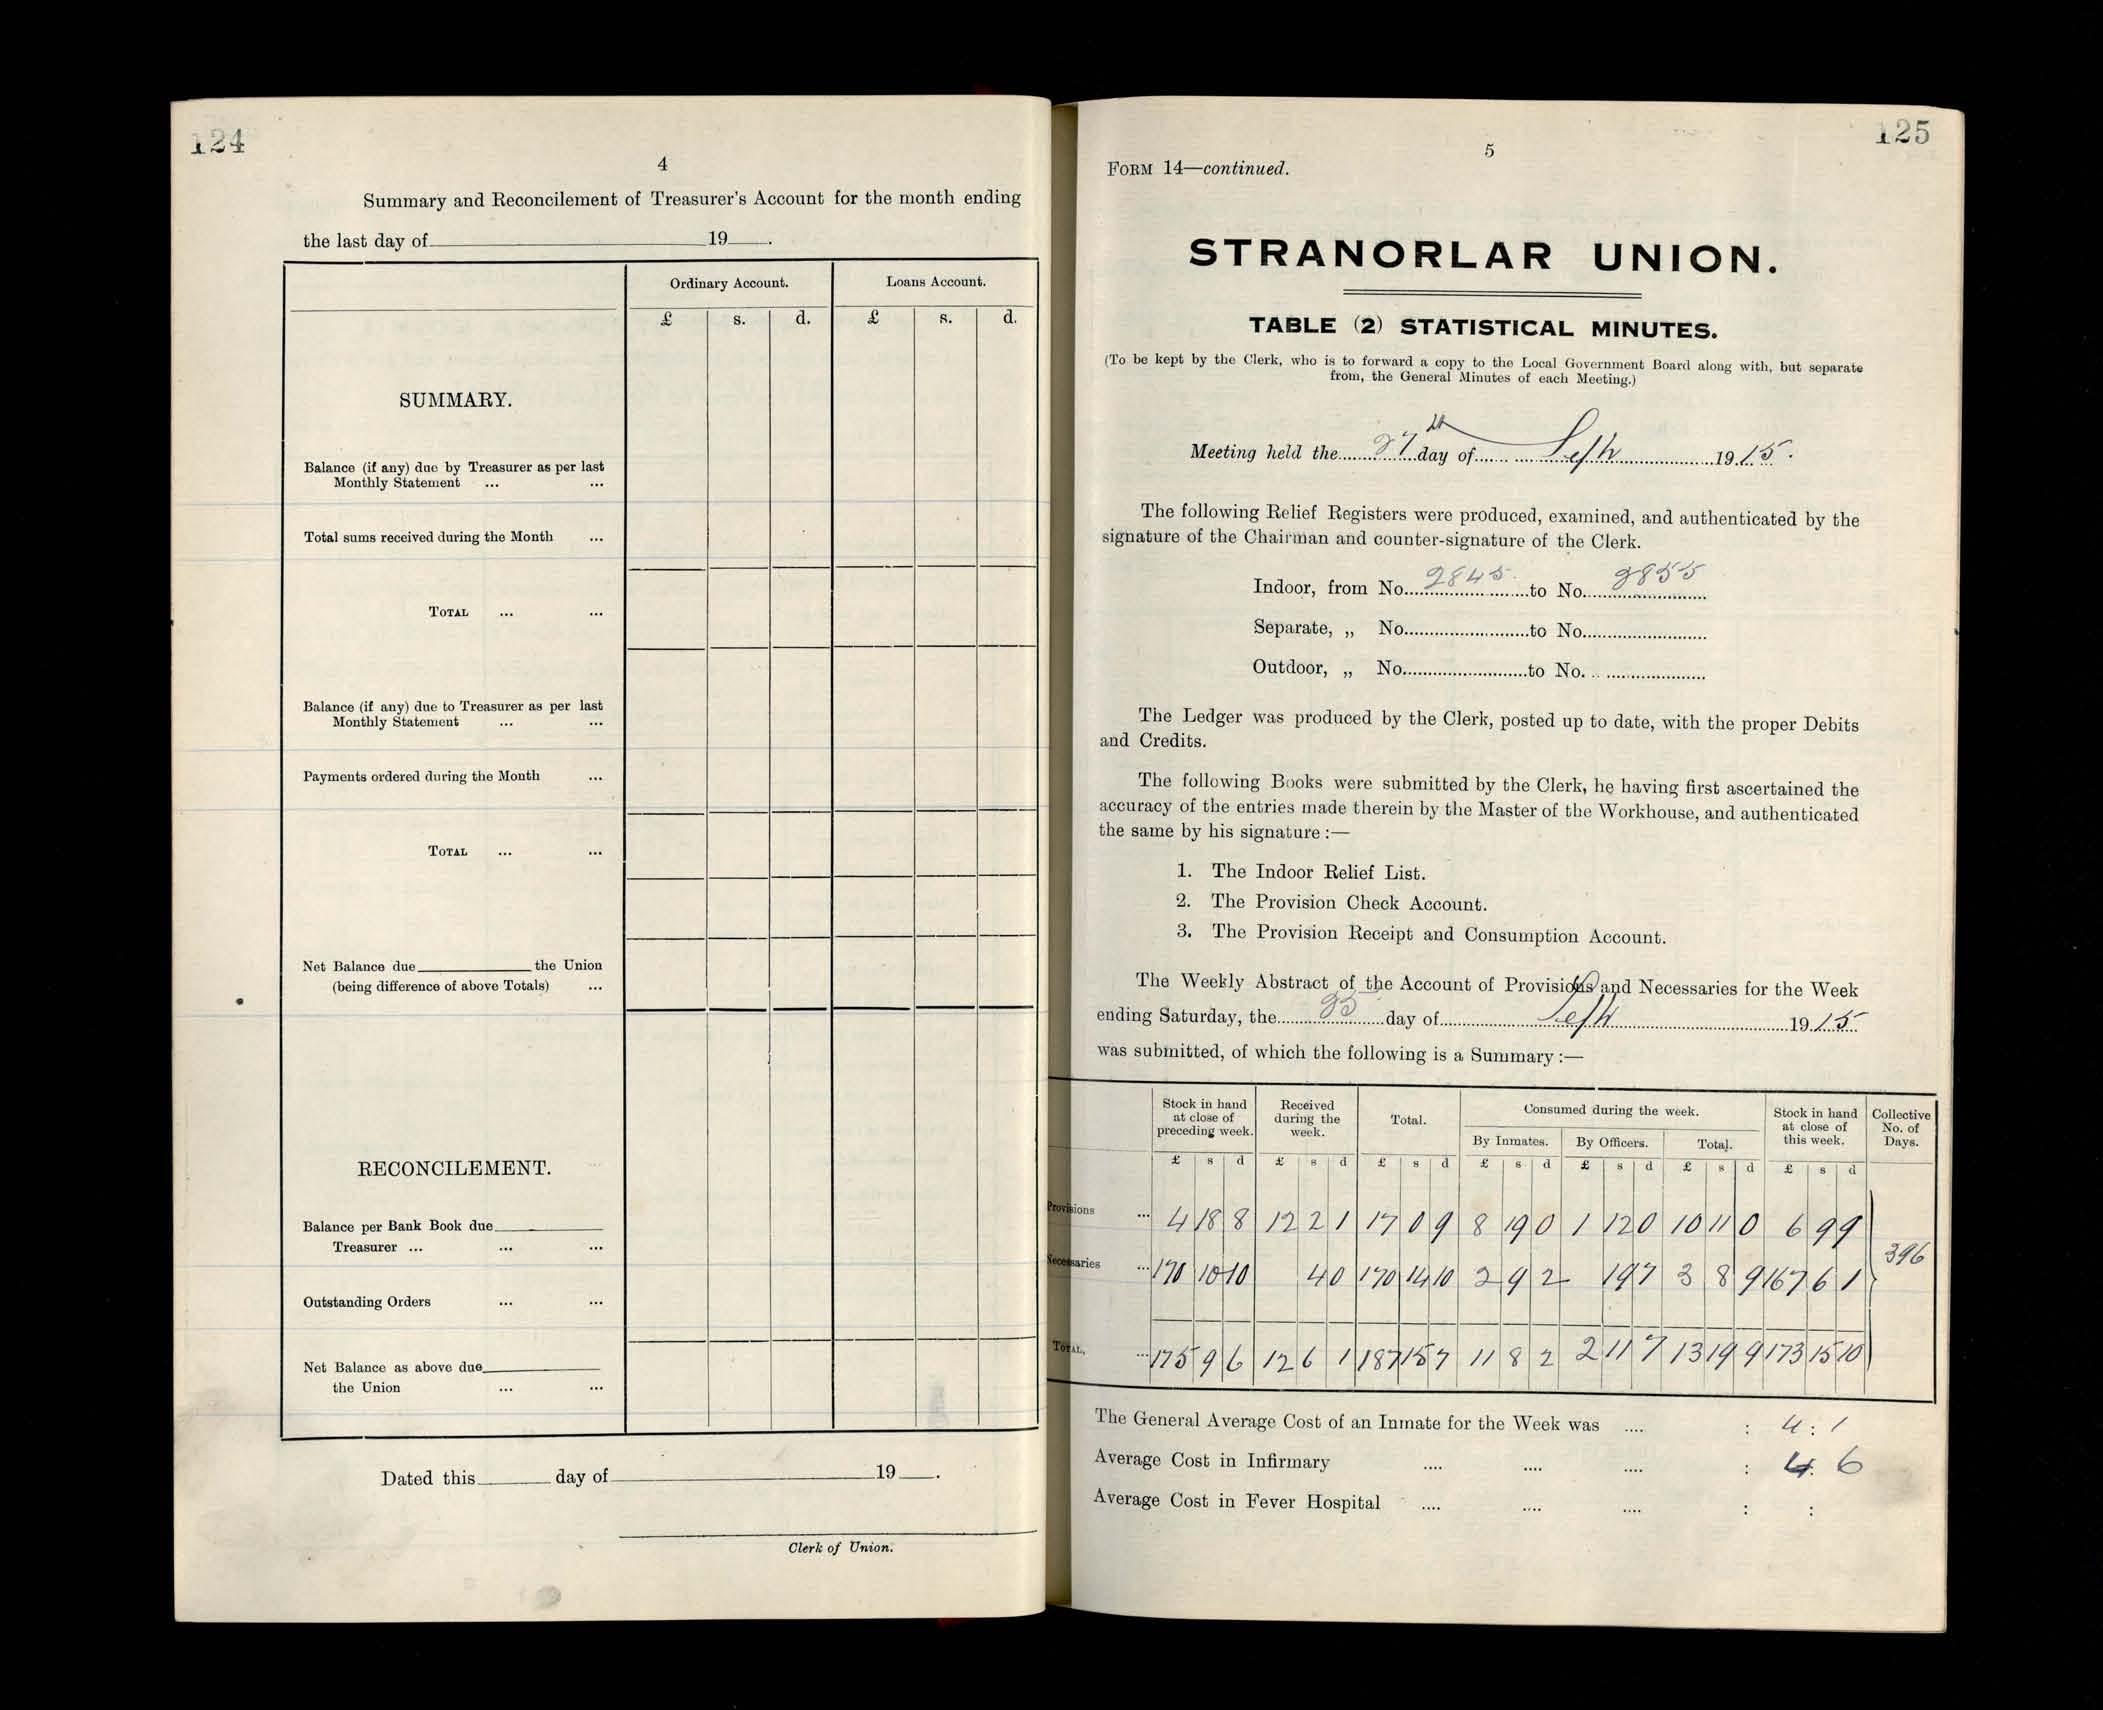 124
4
Summary and Reconcilement of Treasurer's Account for the month ending
the last day of 19 .
Ordinary Account. Loans Account.
£ s. d. £ s. d.
SUMMARY.
Balance (if any) due by Treasurer as per last
Monthly Statement ... ...
Total sums received during the Month ...
TOTAL ... ...
Balance (if any) due to Treasurer as per last
Monthly Statement ... ...
Payments ordered during the Month ...
TOTAL ... ...
Net Balance due the Union
(being difference of above Totals) ...
RECONCILEMENT.
Balance per Bank Book due
Treasurer ... ... ...
Outstanding Orders ... ...
Net Balance as above due
the Union ... ...
Dated this day of 19 .
Clerk of Union.
125
5
FORM 14—continued.
STRANORLAR UNION.
TABLE (2) STATISTICAL MINUTES.
(To be kept by the Clerk, who is to forward a copy to the Local Government Board along with, but separate
from, the General Minutes of each Meeting.)
Meeting held the 27th day of Sept 1915.
The following Relief Registers were produced, examined, and authenticated by the
signature of the Chairman and counter-signature of the Clerk.
Indoor, from No. 2845 to No. 2855
Separate, „ No. to No.
Outdoor, „ No. to No.
The Ledger was produced by the Clerk, posted up to date, with the proper Debits
and Credits.
The following Books were submitted by the Clerk, he having first ascertained the
accuracy of the entries made therein by the Master of the Workhouse, and authenticated
the same by his signature :—
1. The Indoor Relief List.
2. The Provision Check Account.
3. The Provision Receipt and Consumption Account.
The Weekly Abstract of the Account of Provisions and Necessaries for the Week
ending Saturday, the 25 day of Sept 1915
was submitted, of which the following is a Summary :—
Stock in hand at close of preceding week. Received during the week. Total. Consumed during the week. Stock in hand at close of this week. Collective No. of Days.
By Inmates. By Officers. Total.
£ s d £ s d £ s d £ s d £ s d £ s d £ s d
Provisions ... 4 18 8 12 2 1 17 0 9 8 19 0 1 12 0 10 11 0 6 9 9
396
Necessaries ... 170 10 10 4 0 170 14 10 2 9 2 19 7 3 8 9 167 6 1
TOTAL, ... 175 9 6 12 6 1 187 15 7 11 8 2 2 11 7 13 19 9 173 15 10
The General Average Cost of an Inmate for the Week was .... : 4 : 1
Average Cost in Infirmary .... .... .... : 4 : 6
Average Cost in Fever Hospital .... .... .... : :